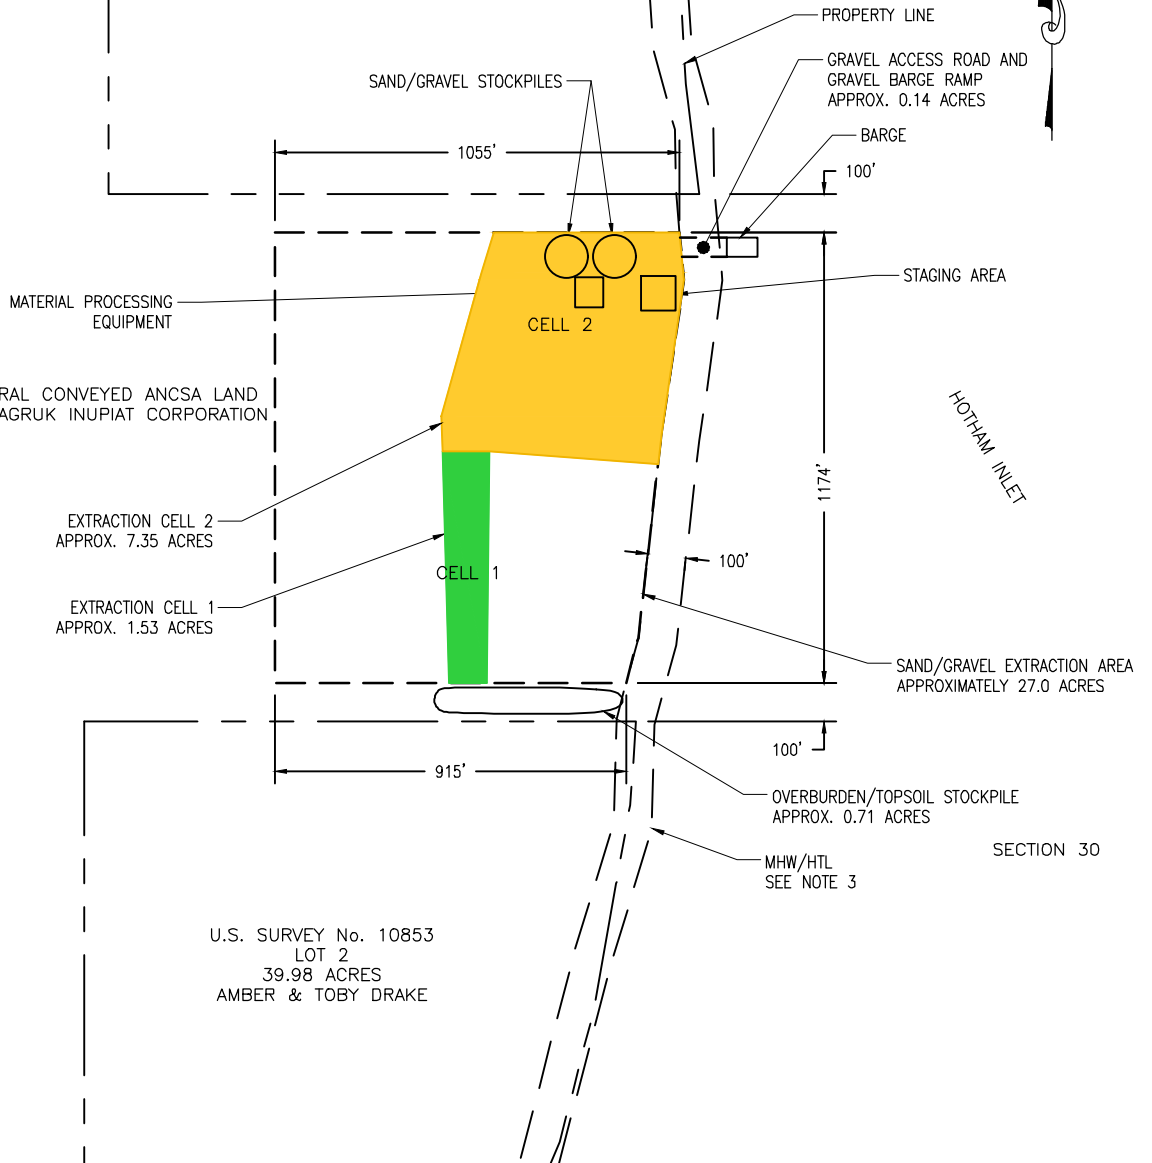 PROPERTY LINE
GRAVEL ACCESS ROAD AND
GRAVEL BARGE RAMP
APPROX. 0.14 ACRES
SAND/GRAVEL STOCKPILES
BARGE
1055'
100'
STAGING AREA
MATERIAL PROCESSING
EQUIPMENT
CELL 2
RAL CONVEYED ANCSA LAND
AGRUK INUPIAT CORPORATION
HOTHAM INLET
1174'
EXTRACTION CELL 2
APPROX. 7.35 ACRES
100'
CELL 1
EXTRACTION CELL 1
APPROX. 1.53 ACRES
SAND/GRAVEL EXTRACTION AREA
APPROXIMATELY 27.0 ACRES
100'
915'
OVERBURDEN/TOPSOIL STOCKPILE
APPROX. 0.71 ACRES
SECTION 30
MHW/HTL
SEE NOTE 3
U.S. SURVEY No. 10853
LOT 2
39.98 ACRES
AMBER & TOBY DRAKE